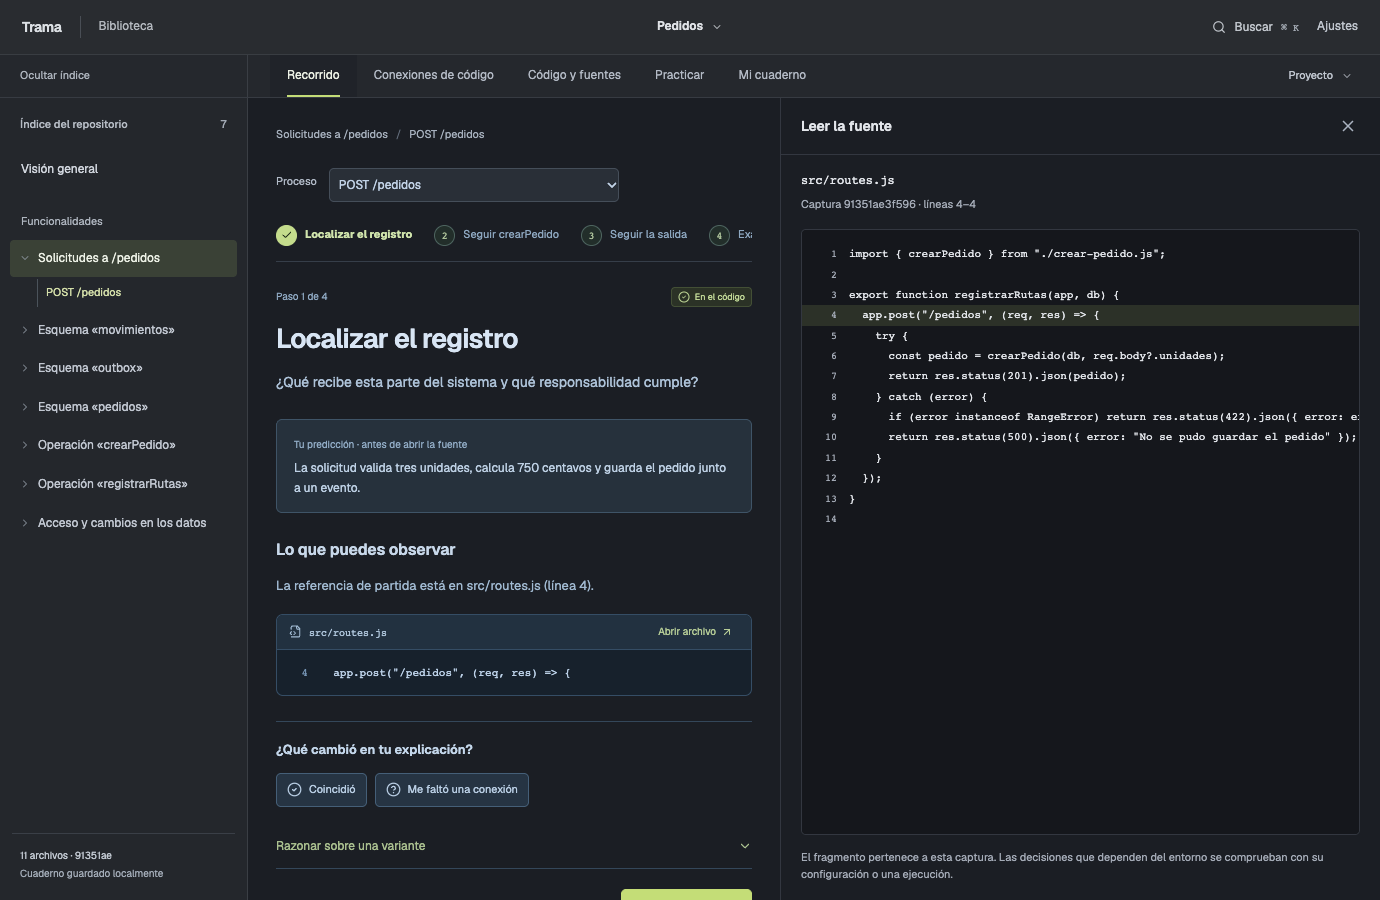 Trama
Biblioteca
Pedidos
Buscar ⌘ K
Ajustes
Ocultar índice
Recorrido
Conexiones de código
Código y fuentes
Practicar
Mi cuaderno
Proyecto
Índice del repositorio 7
Visión general
Funcionalidades
Solicitudes a /pedidos
POST /pedidos
Esquema «movimientos»
Esquema «outbox»
Esquema «pedidos»
Operación «crearPedido»
Operación «registrarRutas»
Acceso y cambios en los datos
11 archivos · 91351ae
Cuaderno guardado localmente
Solicitudes a /pedidos / POST /pedidos
Proceso POST /pedidos
Localizar el registro
2 Seguir crearPedido
3 Seguir la salida
4
Paso 1 de 4
En el código
Localizar el registro
¿Qué recibe esta parte del sistema y qué responsabilidad cumple?
Tu predicción · antes de abrir la fuente
La solicitud valida tres unidades, calcula 750 centavos y guarda el pedido junto
a un evento.
Lo que puedes observar
La referencia de partida está en src/routes.js (línea 4).
src/routes.js
Abrir archivo
4 app.post("/pedidos", (req, res) => {
¿Qué cambió en tu explicación?
Coincidió
Me faltó una conexión
Razonar sobre una variante
Leer la fuente
src/routes.js
Captura 91351ae3f596 · líneas 4–4
1 import { crearPedido } from "./crear-pedido.js";
2
3 export function registrarRutas(app, db) {
4 app.post("/pedidos", (req, res) => {
5 try {
6 const pedido = crearPedido(db, req.body?.unidades);
7 return res.status(201).json(pedido);
8 } catch (error) {
9 if (error instanceof RangeError) return res.status(422).json({ error:
10 return res.status(500).json({ error: "No se pudo guardar el pedido" });
11 }
12 });
13 }
14
El fragmento pertenece a esta captura. Las decisiones que dependen del entorno se comprueban con su
configuración o una ejecución.